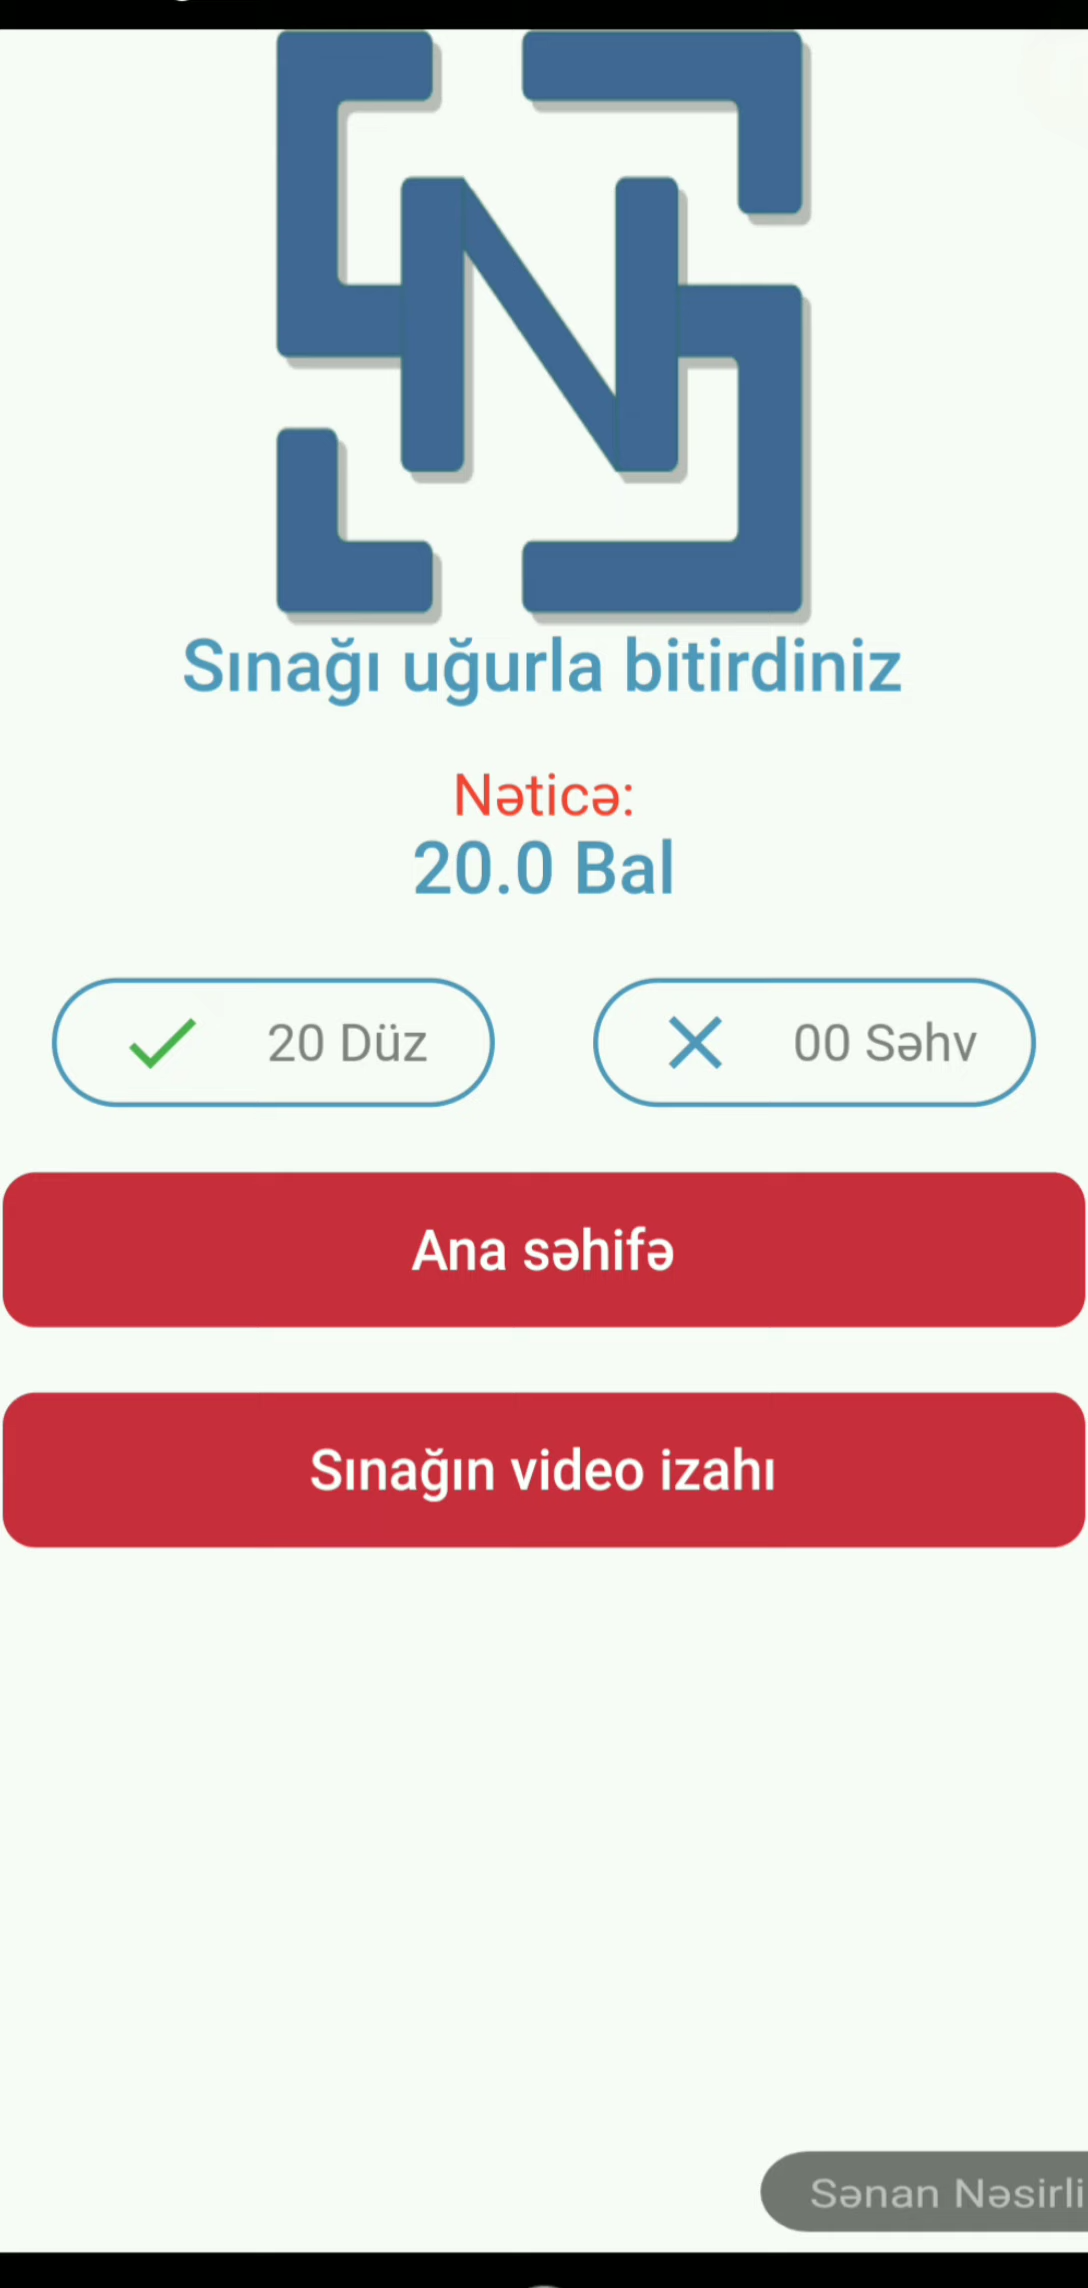 N
Sınağı uğurla bitirdiniz
Nəticə:
20.0 Bal
20 Düz
00 Səhv
Ana səhifə
Sınağın video izahı
Sənan Nəsirli